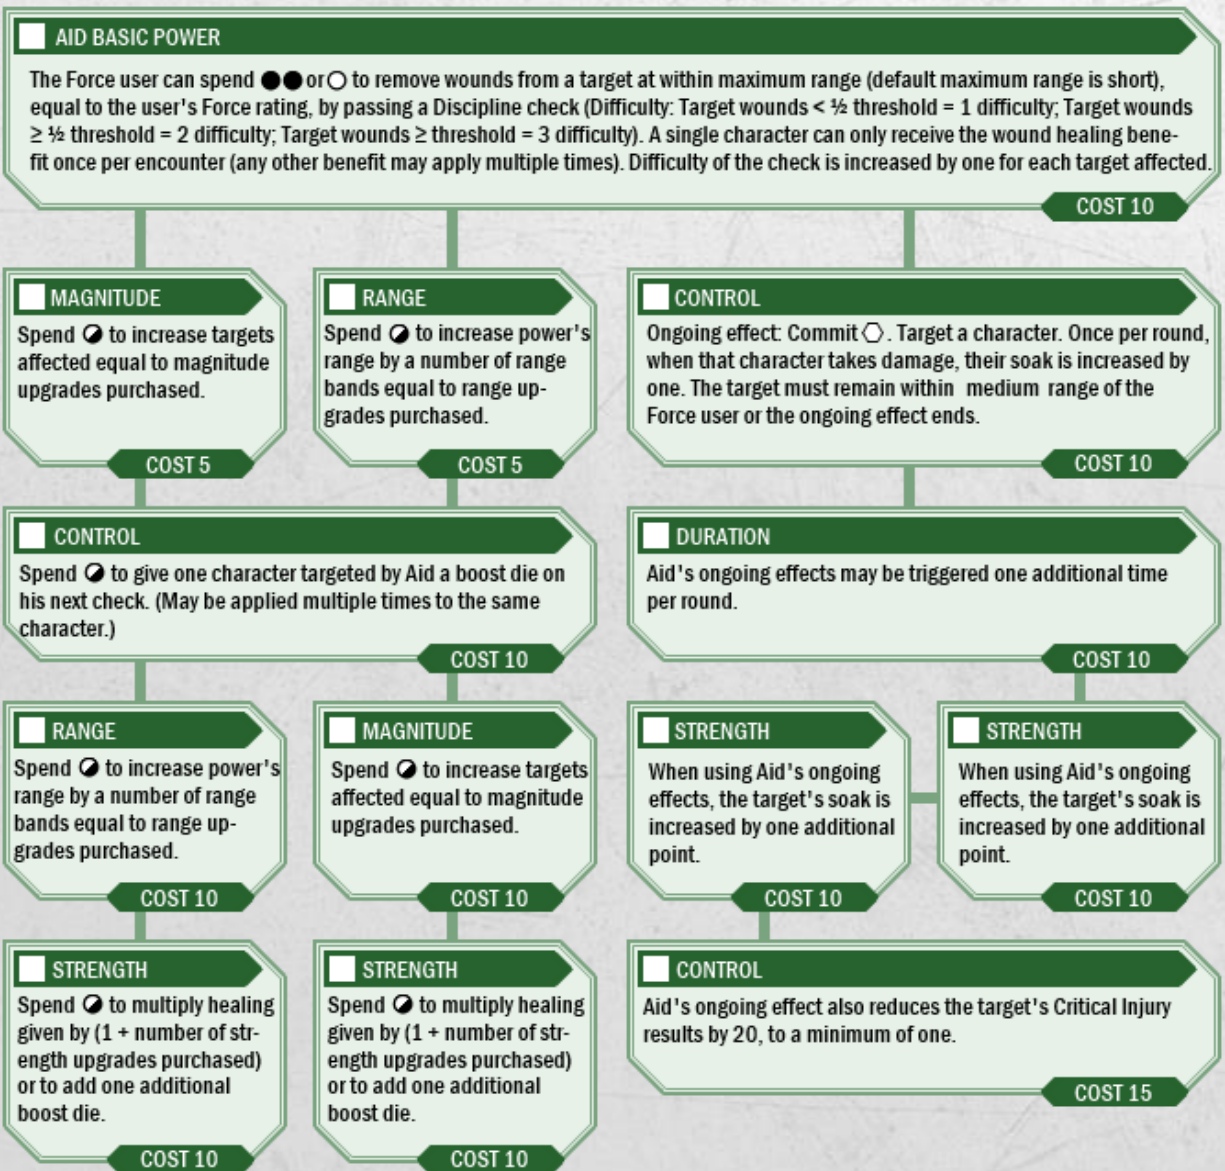 AID BASIC POWER
The Force user can spend ●● or ○ to remove wounds from a target at within maximum range (default maximum range is short),
equal to the user's Force rating, by passing a Discipline check (Difficulty: Target wounds < ½ threshold = 1 difficulty; Target wounds
≥ ½ threshold = 2 difficulty; Target wounds ≥ threshold = 3 difficulty). A single character can only receive the wound healing bene-
fit once per encounter (any other benefit may apply multiple times). Difficulty of the check is increased by one for each target affected.
COST 10
MAGNITUDE
Spend ◪ to increase targets
affected equal to magnitude
upgrades purchased.
COST 5
RANGE
Spend ◪ to increase power's
range by a number of range
bands equal to range up-
grades purchased.
COST 5
CONTROL
Ongoing effect: Commit ⬡. Target a character. Once per round,
when that character takes damage, their soak is increased by
one. The target must remain within medium range of the
Force user or the ongoing effect ends.
COST 10
CONTROL
Spend ◪ to give one character targeted by Aid a boost die on
his next check. (May be applied multiple times to the same
character.)
COST 10
DURATION
Aid's ongoing effects may be triggered one additional time
per round.
COST 10
RANGE
Spend ◪ to increase power's
range by a number of range
bands equal to range up-
grades purchased.
COST 10
MAGNITUDE
Spend ◪ to increase targets
affected equal to magnitude
upgrades purchased.
COST 10
STRENGTH
When using Aid's ongoing
effects, the target's soak is
increased by one additional
point.
COST 10
STRENGTH
When using Aid's ongoing
effects, the target's soak is
increased by one additional
point.
COST 10
STRENGTH
Spend ◪ to multiply healing
given by (1 + number of str-
ength upgrades purchased)
or to add one additional
boost die.
COST 10
STRENGTH
Spend ◪ to multiply healing
given by (1 + number of str-
ength upgrades purchased)
or to add one additional
boost die.
COST 10
CONTROL
Aid's ongoing effect also reduces the target's Critical Injury
results by 20, to a minimum of one.
COST 15